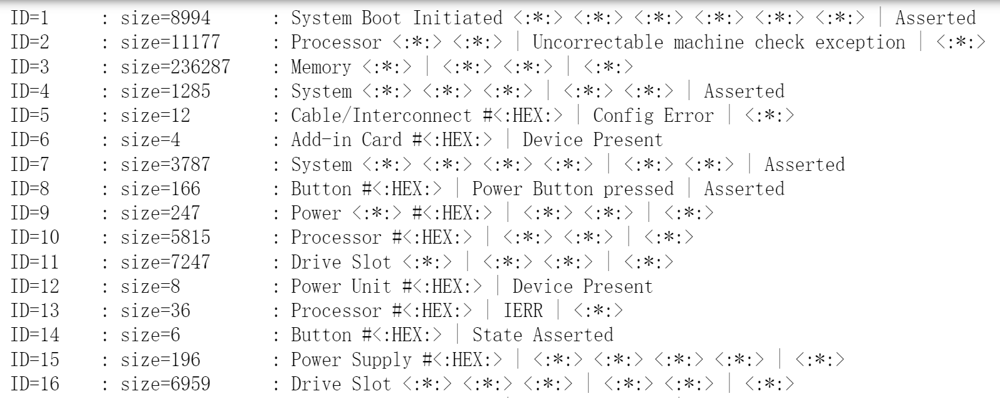 ID=1 : size=8994 : System Boot Initiated <:*:> <:*:> <:*:> <:*:> <:*:> <:*:> | Asserted
ID=2 : size=11177 : Processor <:*:> <:*:> | Uncorrectable machine check exception | <:*:>
ID=3 : size=236287 : Memory <:*:> | <:*:> <:*:> | <:*:>
ID=4 : size=1285 : System <:*:> <:*:> <:*:> | <:*:> <:*:> | Asserted
ID=5 : size=12 : Cable/Interconnect #<:HEX:> | Config Error | <:*:>
ID=6 : size=4 : Add-in Card #<:HEX:> | Device Present
ID=7 : size=3787 : System <:*:> <:*:> <:*:> <:*:> | <:*:> <:*:> | Asserted
ID=8 : size=166 : Button #<:HEX:> | Power Button pressed | Asserted
ID=9 : size=247 : Power <:*:> #<:HEX:> | <:*:> <:*:> | <:*:>
ID=10 : size=5815 : Processor #<:HEX:> | <:*:> <:*:> | <:*:>
ID=11 : size=7247 : Drive Slot <:*:> | <:*:> <:*:> | <:*:>
ID=12 : size=8 : Power Unit #<:HEX:> | Device Present
ID=13 : size=36 : Processor #<:HEX:> | IERR | <:*:>
ID=14 : size=6 : Button #<:HEX:> | State Asserted
ID=15 : size=196 : Power Supply #<:HEX:> | <:*:> <:*:> <:*:> <:*:> | <:*:>
ID=16 : size=6959 : Drive Slot <:*:> <:*:> <:*:> | <:*:> <:*:> | <:*:>